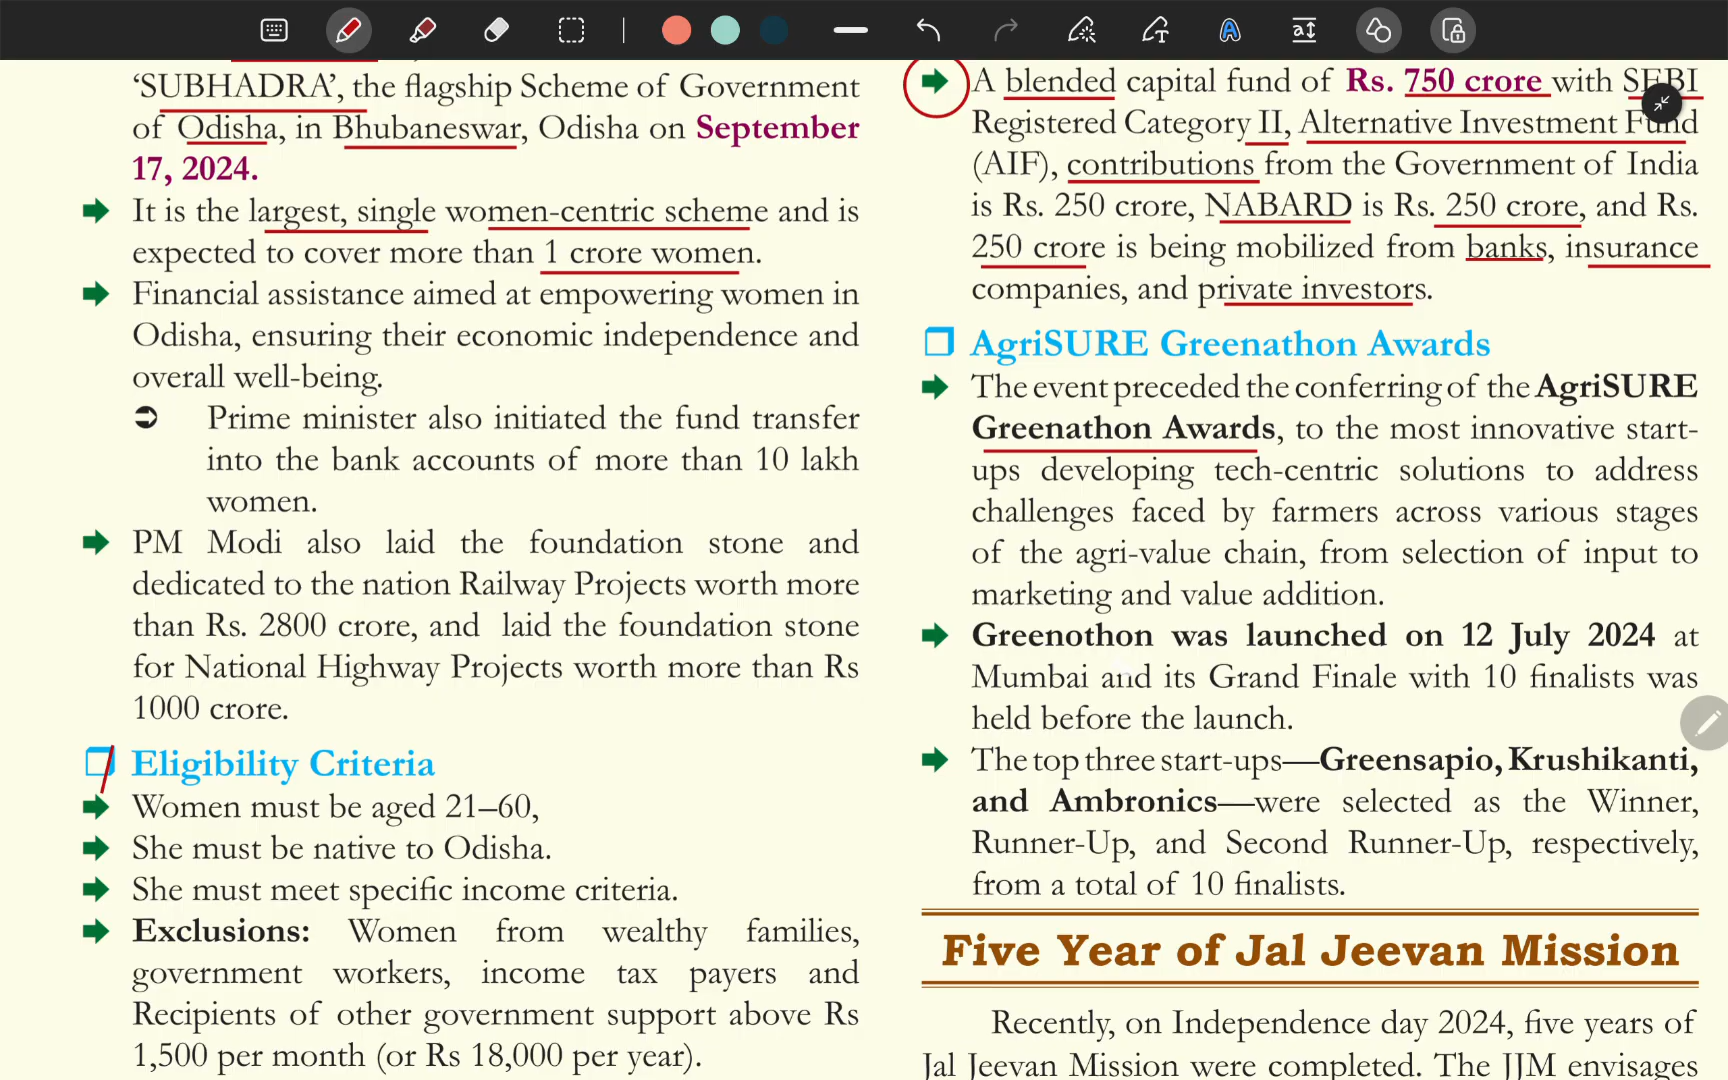 ‘SUBHADRA’, the flagship Scheme of Government
of Odisha, in Bhubaneswar, Odisha on September
17, 2024.
It is the largest, single women-centric scheme and is
expected to cover more than 1 crore women.
Financial assistance aimed at empowering women in
Odisha, ensuring their economic independence and
overall well-being.
Prime minister also initiated the fund transfer
into the bank accounts of more than 10 lakh
women.
PM Modi also laid the foundation stone and
dedicated to the nation Railway Projects worth more
than Rs. 2800 crore, and laid the foundation stone
for National Highway Projects worth more than Rs
1000 crore.
Eligibility Criteria
Women must be aged 21–60,
She must be native to Odisha.
She must meet specific income criteria.
Exclusions: Women from wealthy families,
government workers, income tax payers and
Recipients of other government support above Rs
1,500 per month (or Rs 18,000 per year).
A blended capital fund of Rs. 750 crore with SEBI
Registered Category II, Alternative Investment Fund
(AIF), contributions from the Government of India
is Rs. 250 crore, NABARD is Rs. 250 crore, and Rs.
250 crore is being mobilized from banks, insurance
companies, and private investors.
AgriSURE Greenathon Awards
The event preceded the conferring of the AgriSURE
Greenathon Awards, to the most innovative start-
ups developing tech-centric solutions to address
challenges faced by farmers across various stages
of the agri-value chain, from selection of input to
marketing and value addition.
Greenothon was launched on 12 July 2024 at
Mumbai and its Grand Finale with 10 finalists was
held before the launch.
The top three start-ups—Greensapio, Krushikanti,
and Ambronics—were selected as the Winner,
Runner-Up, and Second Runner-Up, respectively,
from a total of 10 finalists.
Five Year of Jal Jeevan Mission
Recently, on Independence day 2024, five years of
Jal Jeevan Mission were completed. The JJM envisages